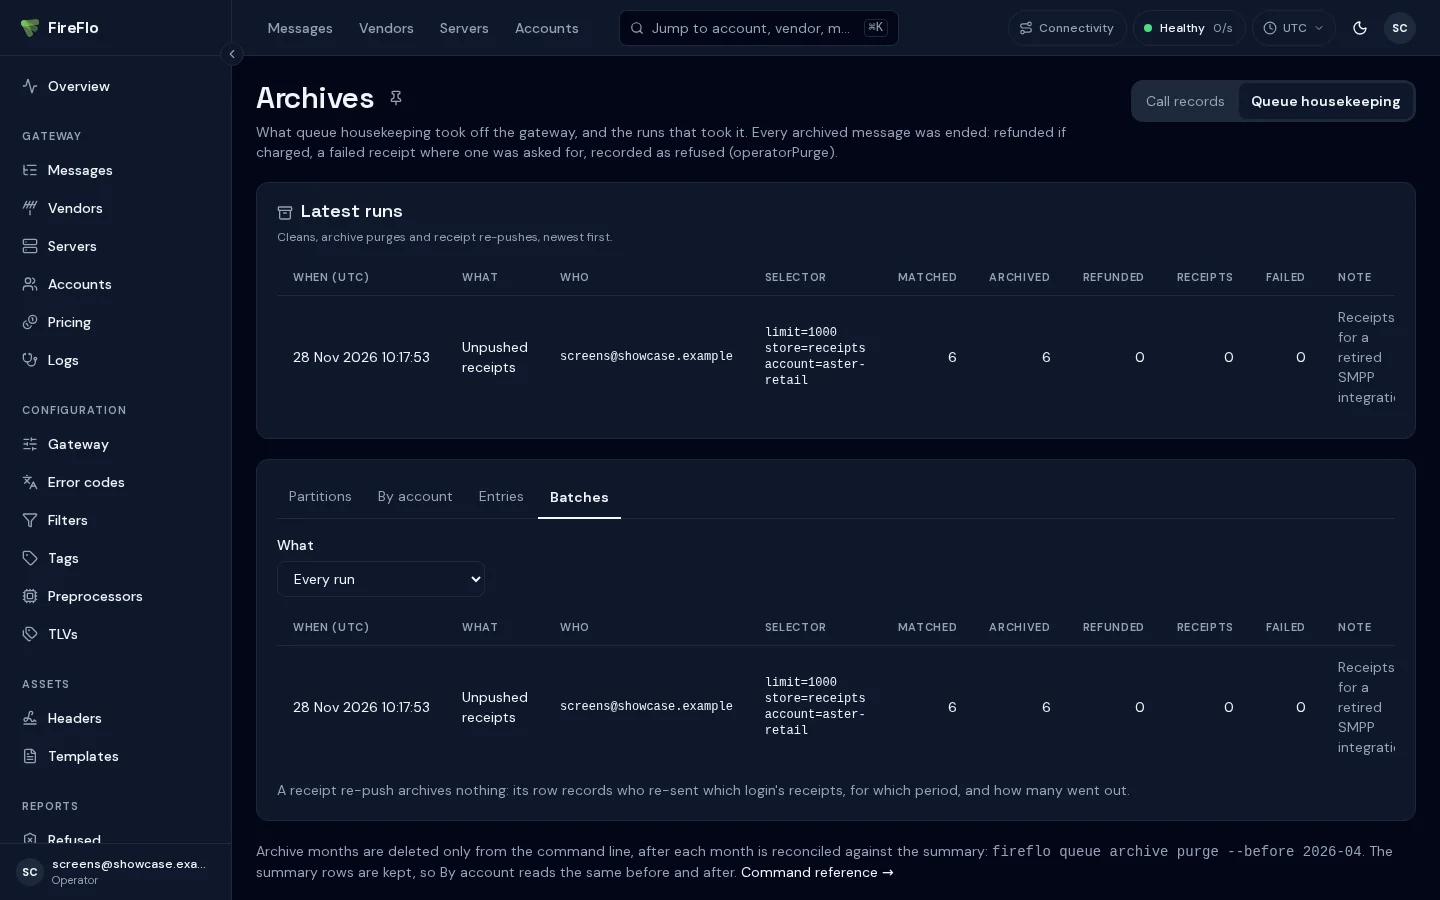 FireFlo
Messages
Vendors
Servers
Accounts
Jump to account, vendor, m...
⌘K
Connectivity
Healthy 0/s
UTC
SC
Overview
GATEWAY
Messages
Vendors
Servers
Accounts
Pricing
Logs
CONFIGURATION
Gateway
Error codes
Filters
Tags
Preprocessors
TLVs
ASSETS
Headers
Templates
REPORTS
Refused
SC
screens@showcase.exa...
Operator
Archives
What queue housekeeping took off the gateway, and the runs that took it. Every archived message was ended: refunded if
charged, a failed receipt where one was asked for, recorded as refused (operatorPurge).
Call records
Queue housekeeping
Latest runs
Cleans, archive purges and receipt re-pushes, newest first.
WHEN (UTC) WHAT WHO SELECTOR MATCHED ARCHIVED REFUNDED RECEIPTS FAILED NOTE
28 Nov 2026 10:17:53
Unpushed
receipts
screens@showcase.example
limit=1000
store=receipts
account=aster-
retail
6 6 0 0 0
Receipts
for a
retired
SMPP
integratio
Partitions By account Entries Batches
What
Every run
WHEN (UTC) WHAT WHO SELECTOR MATCHED ARCHIVED REFUNDED RECEIPTS FAILED NOTE
28 Nov 2026 10:17:53
Unpushed
receipts
screens@showcase.example
limit=1000
store=receipts
account=aster-
retail
6 6 0 0 0
Receipts
for a
retired
SMPP
integratio
A receipt re-push archives nothing: its row records who re-sent which login's receipts, for which period, and how many went out.
Archive months are deleted only from the command line, after each month is reconciled against the summary: fireflo queue archive purge --before 2026-04. The
summary rows are kept, so By account reads the same before and after. Command reference →